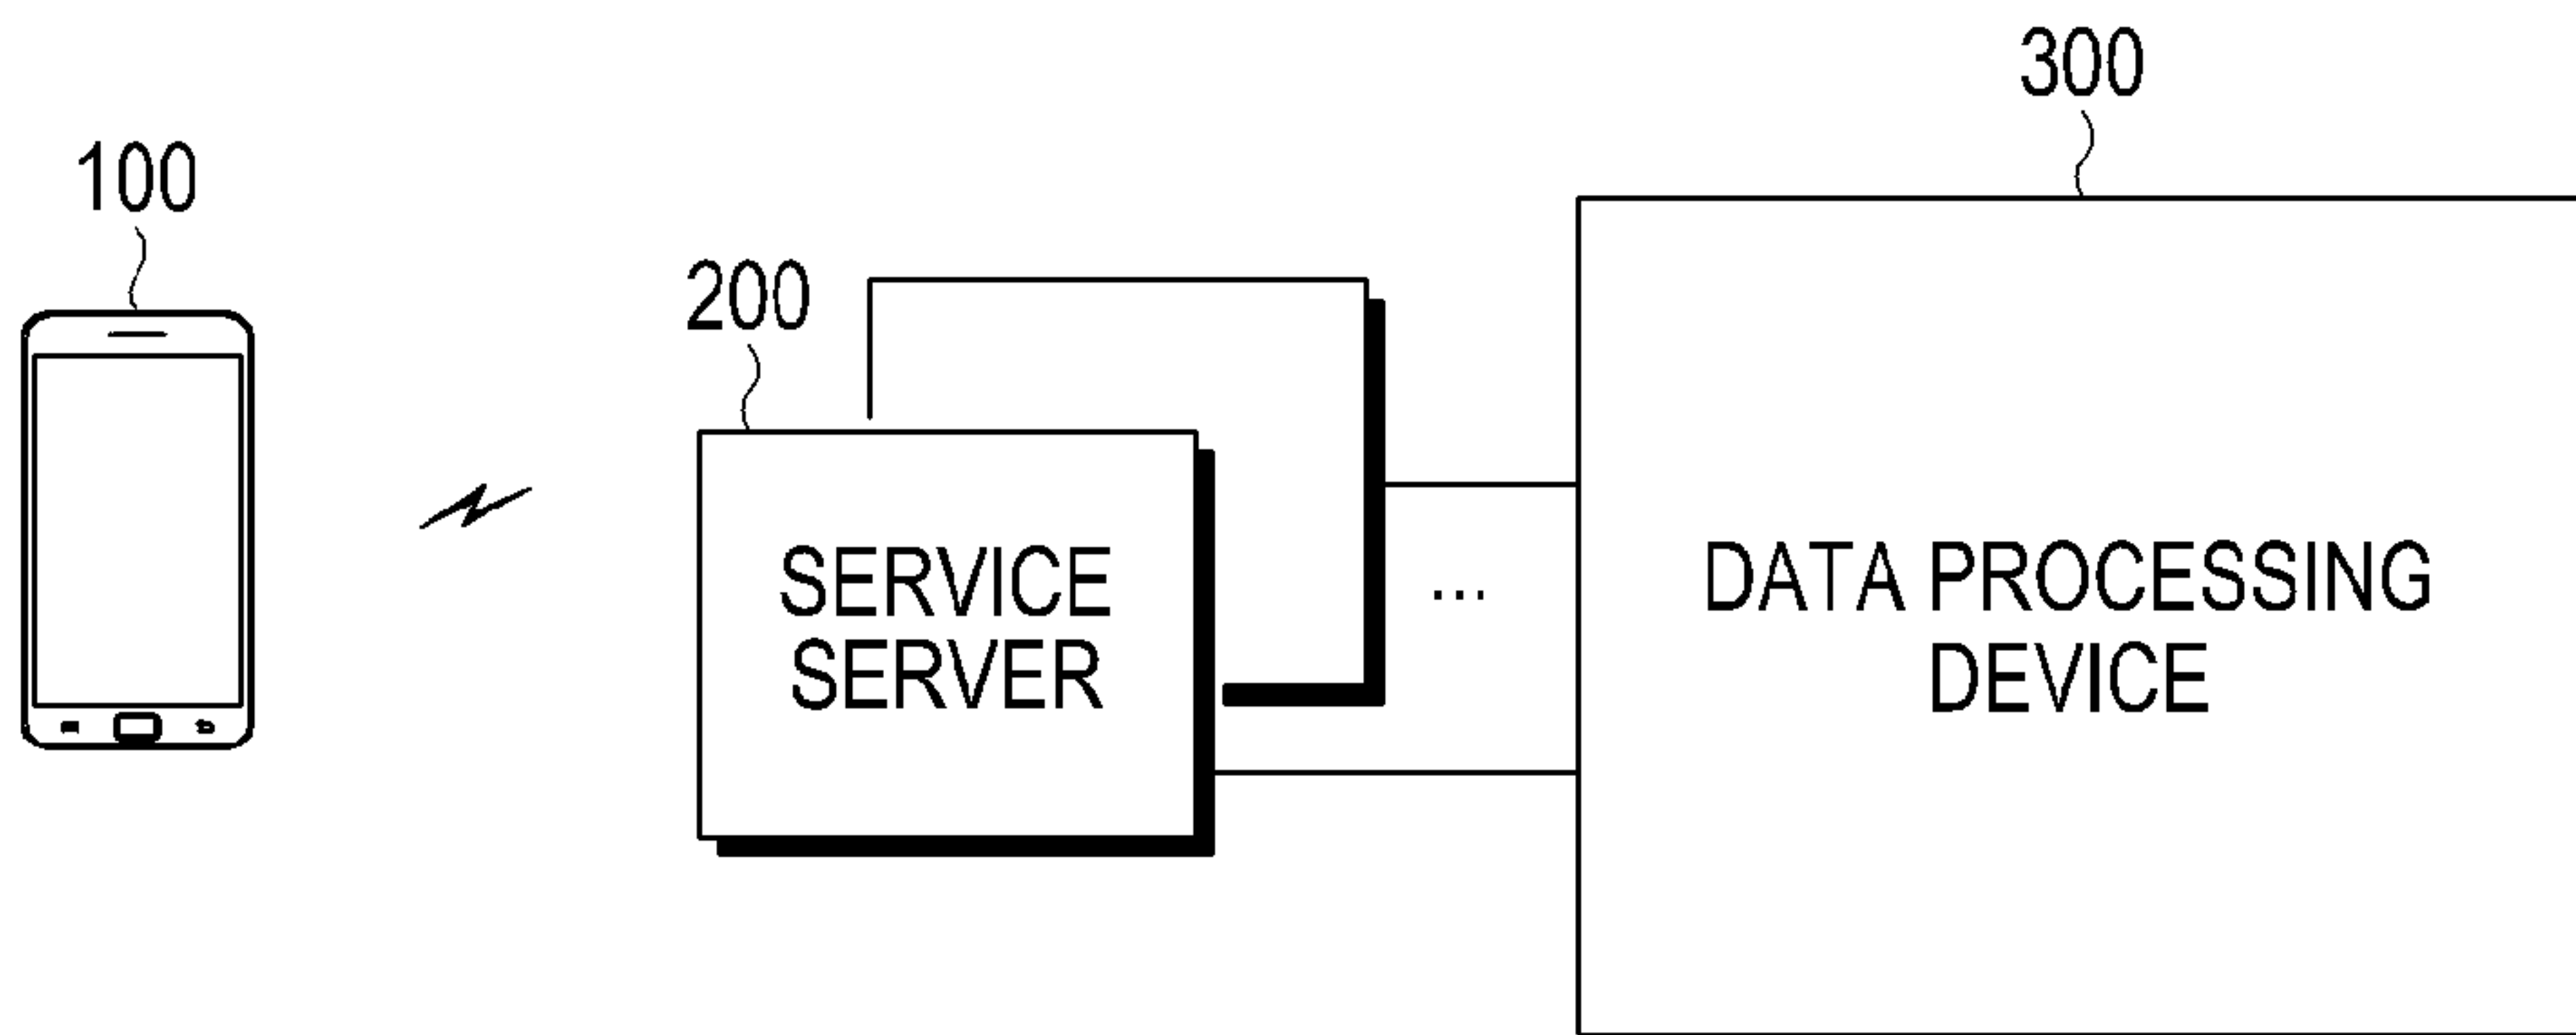 100
200
300
SERVICE
SERVER
...
DATA PROCESSING
DEVICE